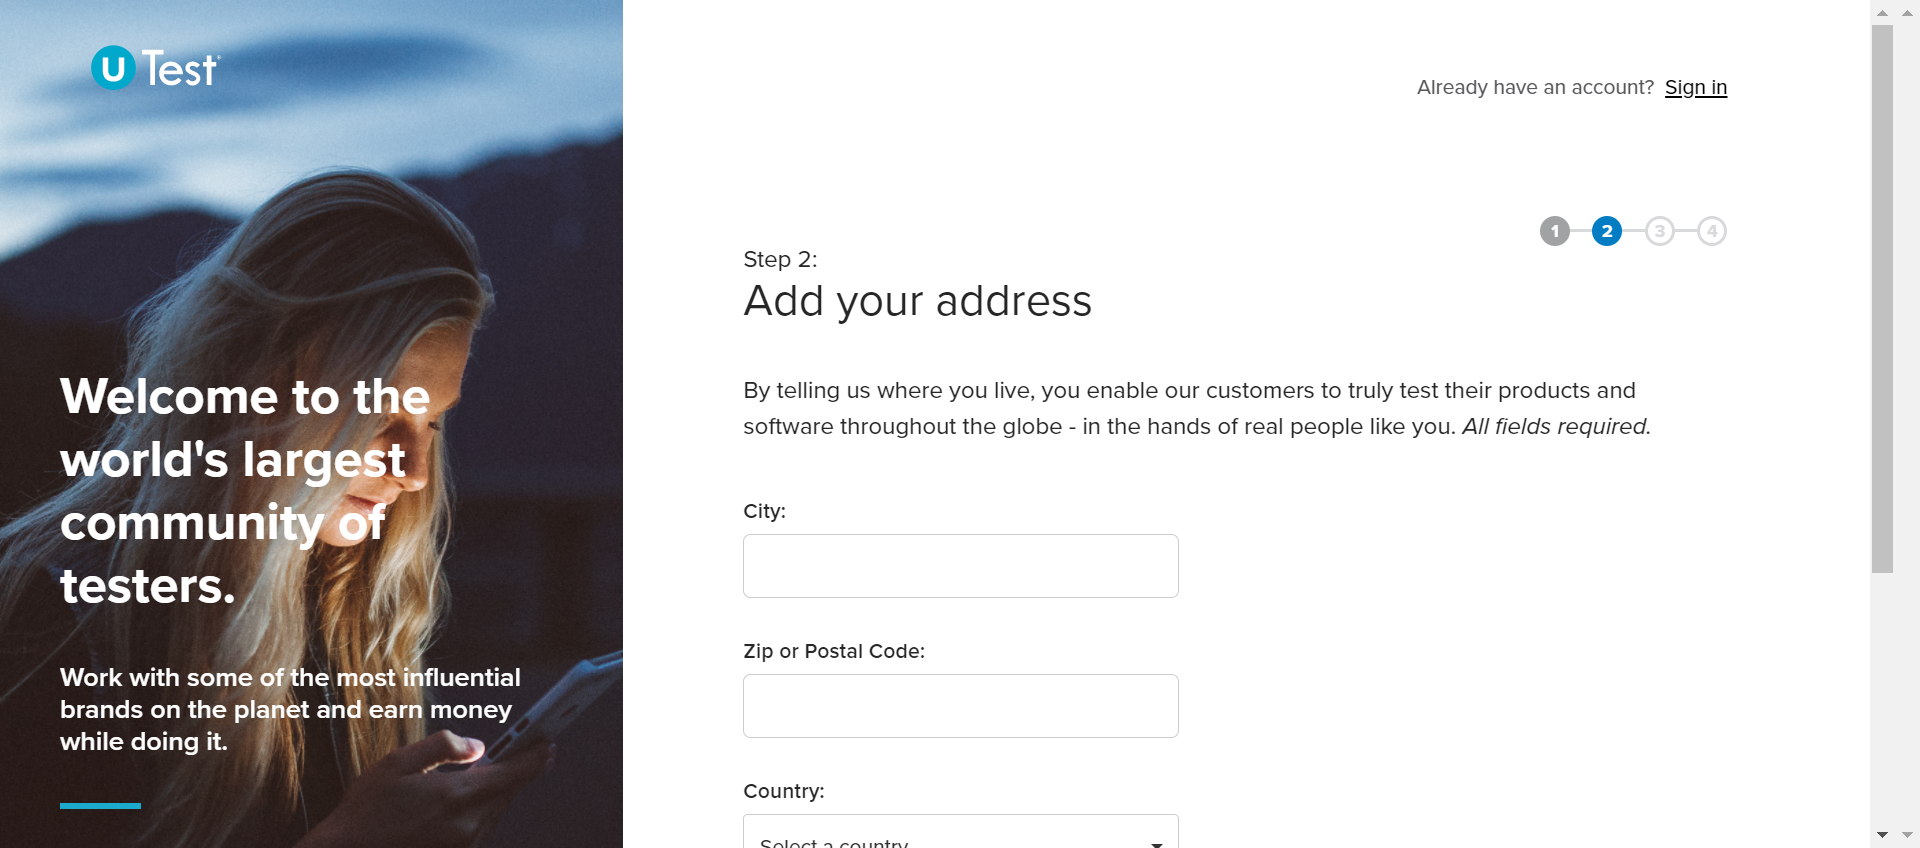 U Test
Already have an account? Sign in
1 2 3 4
Step 2:
Add your address
By telling us where you live, you enable our customers to truly test their products and
software throughout the globe - in the hands of real people like you. All fields required.
City:
Zip or Postal Code:
Country:
Select a country
Welcome to the
world's largest
community of
testers.
Work with some of the most influential
brands on the planet and earn money
while doing it.